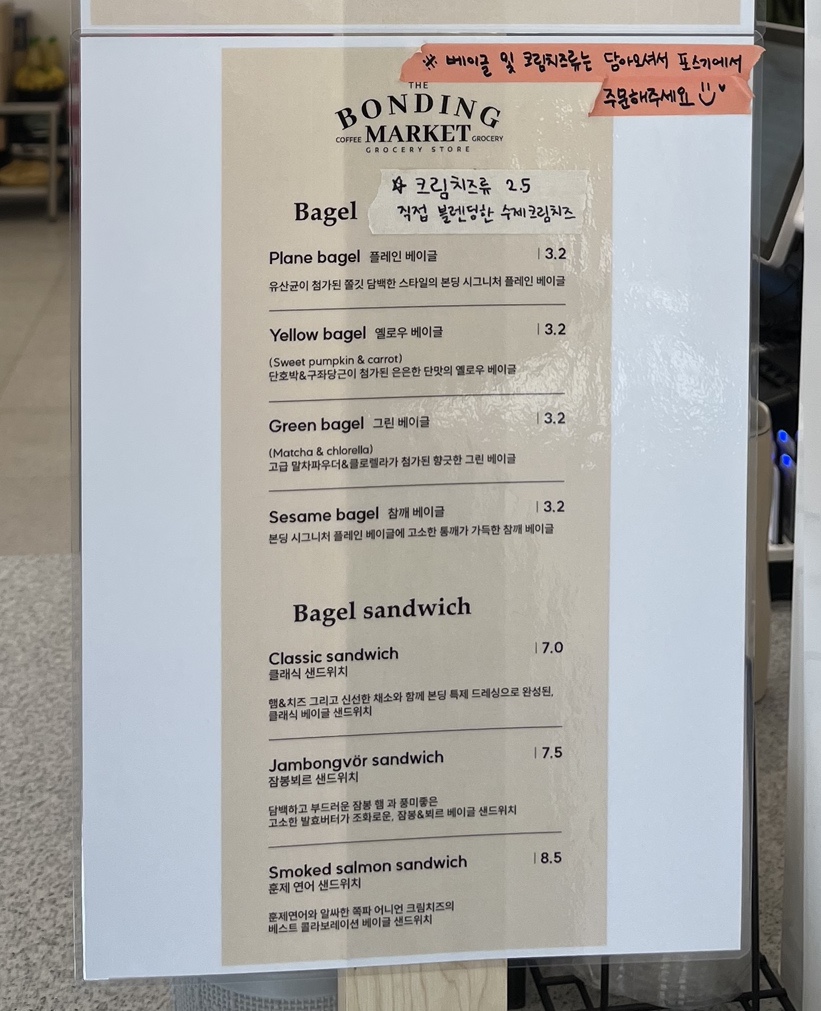 ※ 베이글 및 크림치즈류는 담아오셔서 포스기에서
주문해주세요
THE
BONDING
COFFEE MARKET GROCERY
GROCERY STORE
☆ 크림치즈류 2.5
직접 블렌딩한 수제크림치즈
Bagel
Plane bagel 플레인 베이글 | 3.2
유산균이 첨가된 쫄깃 담백한 스타일의 본딩 시그니처 플레인 베이글
Yellow bagel 옐로우 베이글 | 3.2
(Sweet pumpkin & carrot)
단호박&구좌당근이 첨가된 은은한 단맛의 옐로우 베이글
Green bagel 그린 베이글 | 3.2
(Matcha & chlorella)
고급 말차파우더&클로렐라가 첨가된 향긋한 그린 베이글
Sesame bagel 참깨 베이글 | 3.2
본딩 시그니처 플레인 베이글에 고소한 통깨가 가득한 참깨 베이글
Bagel sandwich
Classic sandwich | 7.0
클래식 샌드위치
햄&치즈 그리고 신선한 채소와 함께 본딩 특제 드레싱으로 완성된,
클래식 베이글 샌드위치
Jambongvör sandwich | 7.5
잠봉뵈르 샌드위치
담백하고 부드러운 잠봉 햄 과 풍미좋은
고소한 발효버터가 조화로운, 잠봉&뵈르 베이글 샌드위치
Smoked salmon sandwich | 8.5
훈제 연어 샌드위치
훈제연어와 알싸한 쪽파 어니언 크림치즈의
베스트 콜라보레이션 베이글 샌드위치